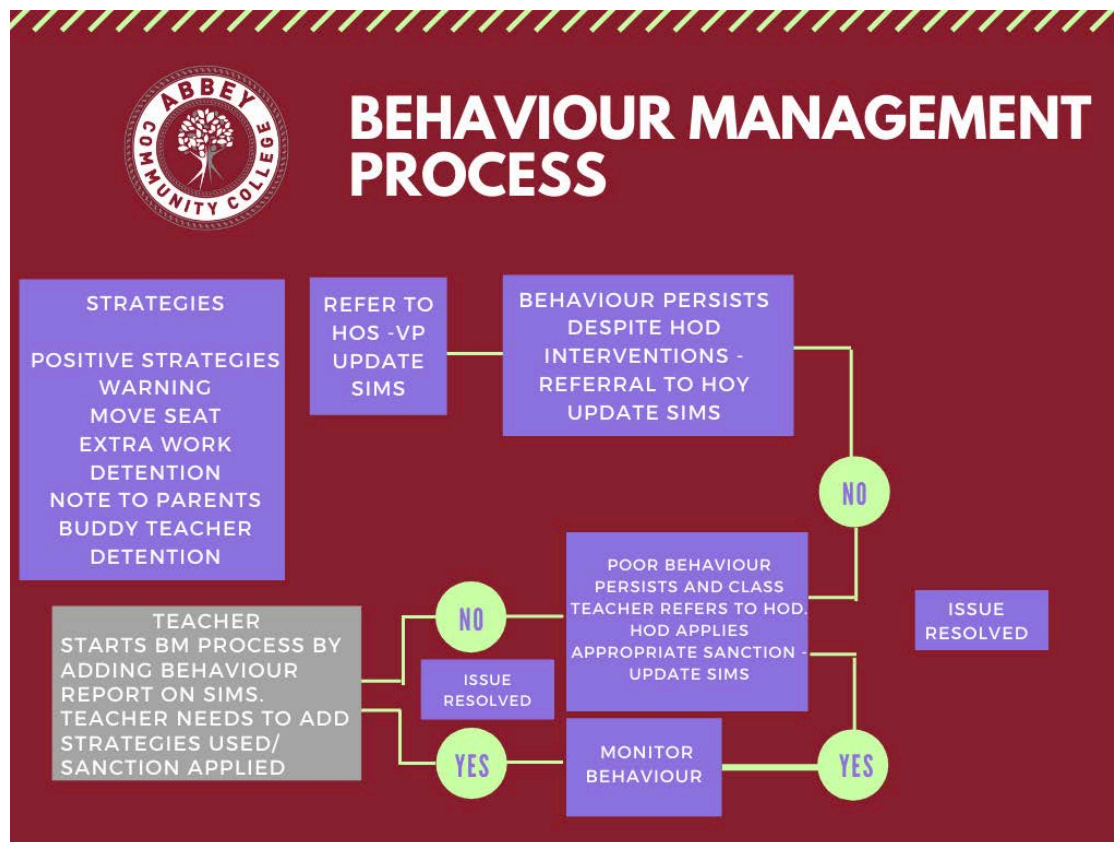 ABBEY
COMMUNITY COLLEGE
BEHAVIOUR MANAGEMENT
PROCESS
STRATEGIES
POSITIVE STRATEGIES
WARNING
MOVE SEAT
EXTRA WORK
DETENTION
NOTE TO PARENTS
BUDDY TEACHER
DETENTION
REFER TO
HOS -VP
UPDATE
SIMS
BEHAVIOUR PERSISTS
DESPITE HOD
INTERVENTIONS -
REFERRAL TO HOY
UPDATE SIMS
NO
TEACHER
STARTS BM PROCESS BY
ADDING BEHAVIOUR
REPORT ON SIMS.
TEACHER NEEDS TO ADD
STRATEGIES USED/
SANCTION APPLIED
NO
ISSUE
RESOLVED
YES
POOR BEHAVIOUR
PERSISTS AND CLASS
TEACHER REFERS TO HOD.
HOD APPLIES
APPROPRIATE SANCTION -
UPDATE SIMS
MONITOR
BEHAVIOUR
YES
ISSUE
RESOLVED